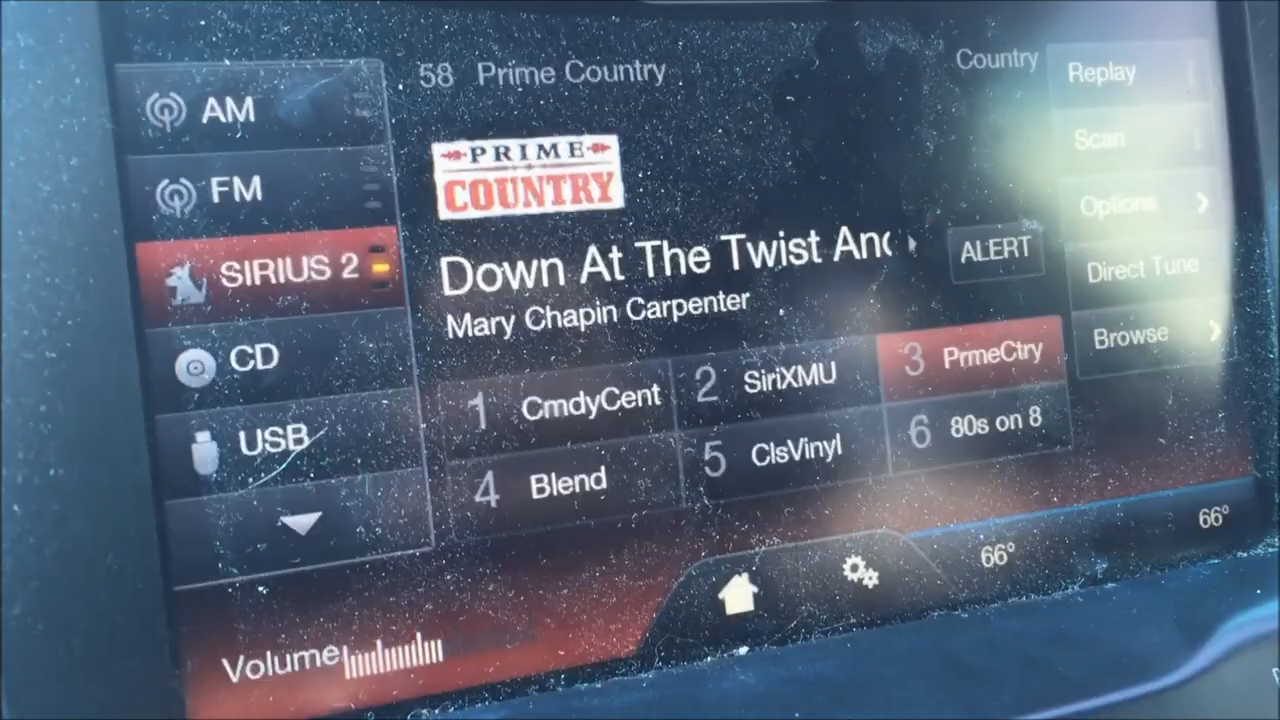 58 Prime Country
Country
AM
FM
SIRIUS 2
CD
USB
PRIME
COUNTRY
Down At The Twist Anc
Mary Chapin Carpenter
ALERT
1 CmdyCent
2 SiriXMU
3 PrmeCtry
4 Blend
5 ClsVinyl
6 80s on 8
Replay
Scan
Options
Direct Tune
Browse
66°
66°
Volume